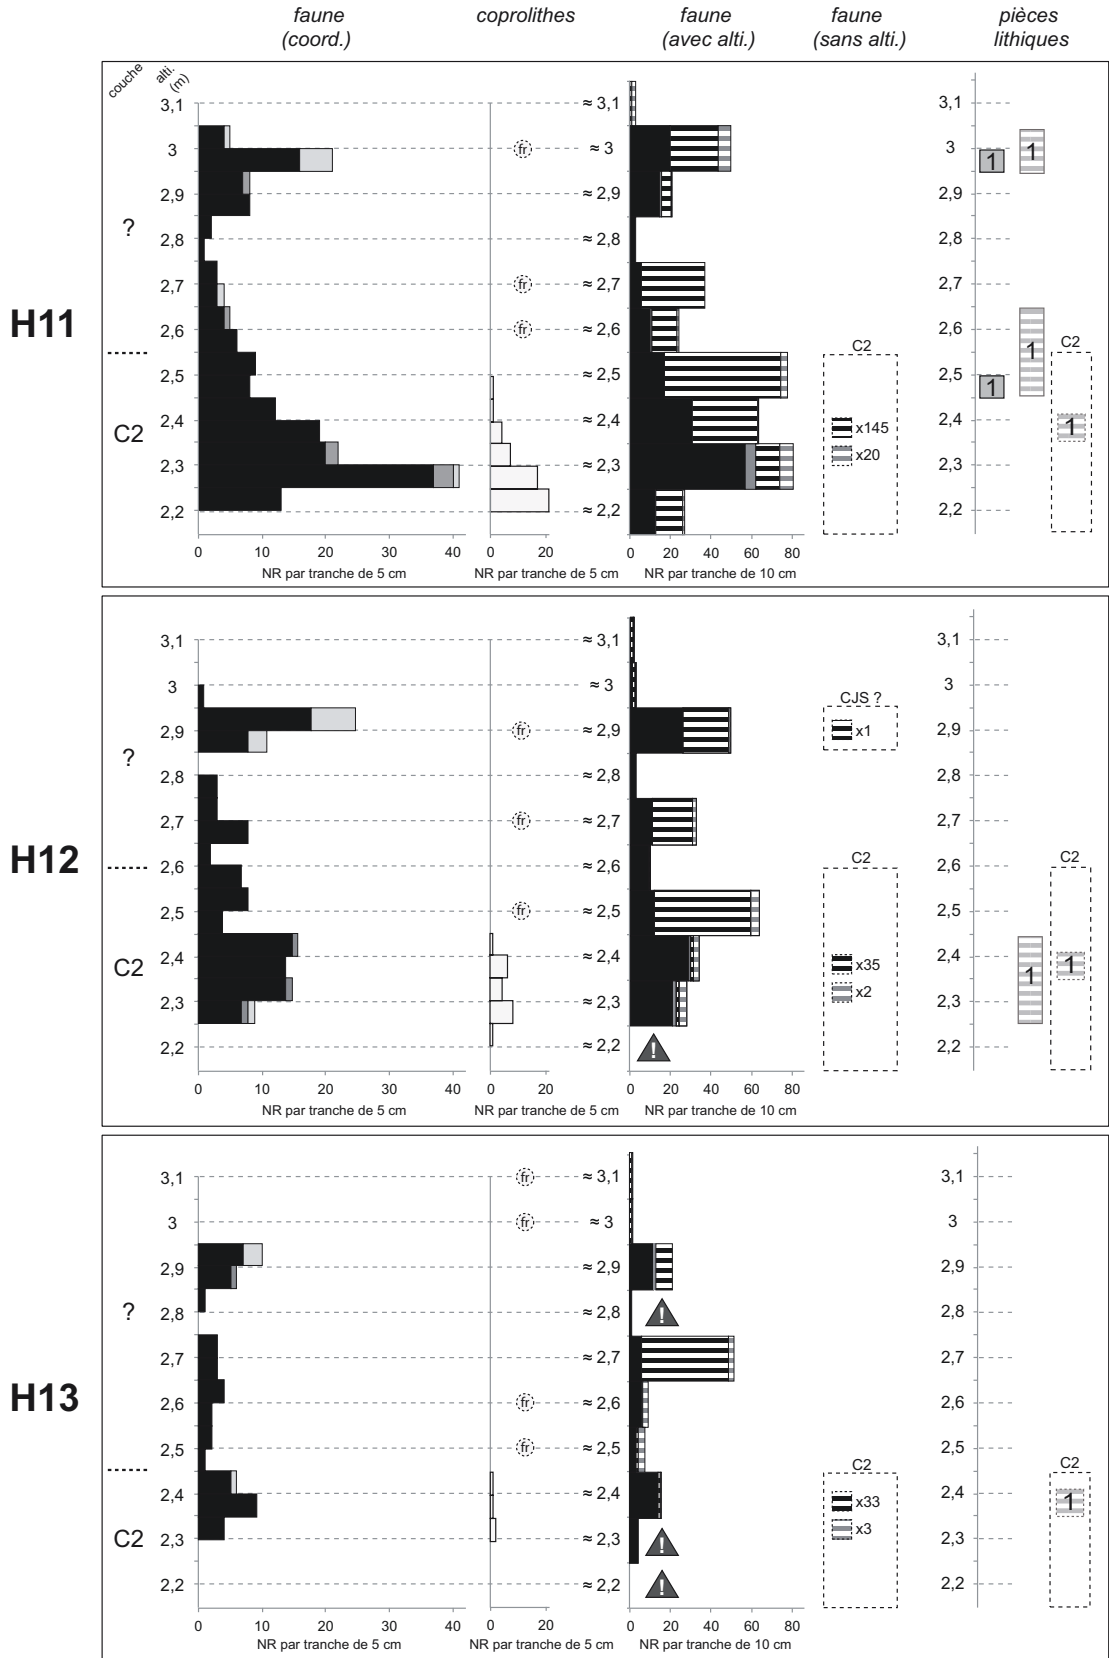 faune coprolithes faune faune pièces
(coord.) (avec alti.) (sans alti.) lithiques
H11
couche alti. (m)
3,1 ≈ 3,1 3,1
3 fr ≈ 3 3 1 1
2,9 ≈ 2,9 2,9
? 2,8 ≈ 2,8 2,8
2,7 fr ≈ 2,7 2,7
2,6 fr ≈ 2,6 2,6 1
C2 C2
2,5 ≈ 2,5 2,5 1
C2 2,4 ≈ 2,4 x145 2,4 1
2,3 ≈ 2,3 x20 2,3
2,2 ≈ 2,2 2,2
0 10 20 30 40 0 20 0 20 40 60 80
NR par tranche de 5 cm NR par tranche de 5 cm NR par tranche de 10 cm
H12
3,1 ≈ 3,1 3,1
3 ≈ 3 3
CJS ?
2,9 fr ≈ 2,9 x1 2,9
?
2,8 ≈ 2,8 2,8
2,7 fr ≈ 2,7 2,7
2,6 ≈ 2,6 C2 2,6 C2
2,5 fr ≈ 2,5 2,5
C2 2,4 ≈ 2,4 x35 2,4 1 1
2,3 ≈ 2,3 x2 2,3
2,2 ≈ 2,2 ! 2,2
0 10 20 30 40 0 20 0 20 40 60 80
NR par tranche de 5 cm NR par tranche de 5 cm NR par tranche de 10 cm
H13
3,1 fr ≈ 3,1 3,1
3 fr ≈ 3 3
2,9 ≈ 2,9 2,9
? 2,8 ≈ 2,8 ! 2,8
2,7 ≈ 2,7 2,7
2,6 fr ≈ 2,6 2,6
2,5 fr ≈ 2,5 2,5
C2 C2
2,4 ≈ 2,4 x33 2,4 1
C2 2,3 ≈ 2,3 ! x3 2,3
2,2 ≈ 2,2 ! 2,2
0 10 20 30 40 0 20 0 20 40 60 80
NR par tranche de 5 cm NR par tranche de 5 cm NR par tranche de 10 cm